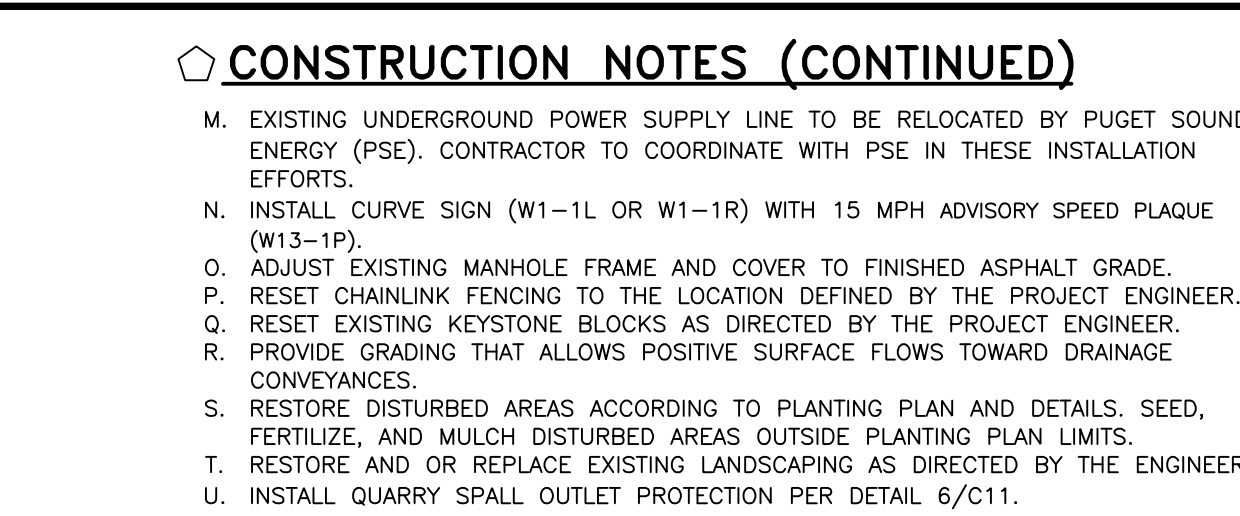 CONSTRUCTION NOTES (CONTINUED)
M. EXISTING UNDERGROUND POWER SUPPLY LINE TO BE RELOCATED BY PUGET SOUND
ENERGY (PSE). CONTRACTOR TO COORDINATE WITH PSE IN THESE INSTALLATION
EFFORTS.
N. INSTALL CURVE SIGN (W1-1L OR W1-1R) WITH 15 MPH ADVISORY SPEED PLAQUE
(W13-1P).
O. ADJUST EXISTING MANHOLE FRAME AND COVER TO FINISHED ASPHALT GRADE.
P. RESET CHAINLINK FENCING TO THE LOCATION DEFINED BY THE PROJECT ENGINEER.
Q. RESET EXISTING KEYSTONE BLOCKS AS DIRECTED BY THE PROJECT ENGINEER.
R. PROVIDE GRADING THAT ALLOWS POSITIVE SURFACE FLOWS TOWARD DRAINAGE
CONVEYANCES.
S. RESTORE DISTURBED AREAS ACCORDING TO PLANTING PLAN AND DETAILS. SEED,
FERTILIZE, AND MULCH DISTURBED AREAS OUTSIDE PLANTING PLAN LIMITS.
T. RESTORE AND OR REPLACE EXISTING LANDSCAPING AS DIRECTED BY THE ENGINEER
U. INSTALL QUARRY SPALL OUTLET PROTECTION PER DETAIL 6/C11.